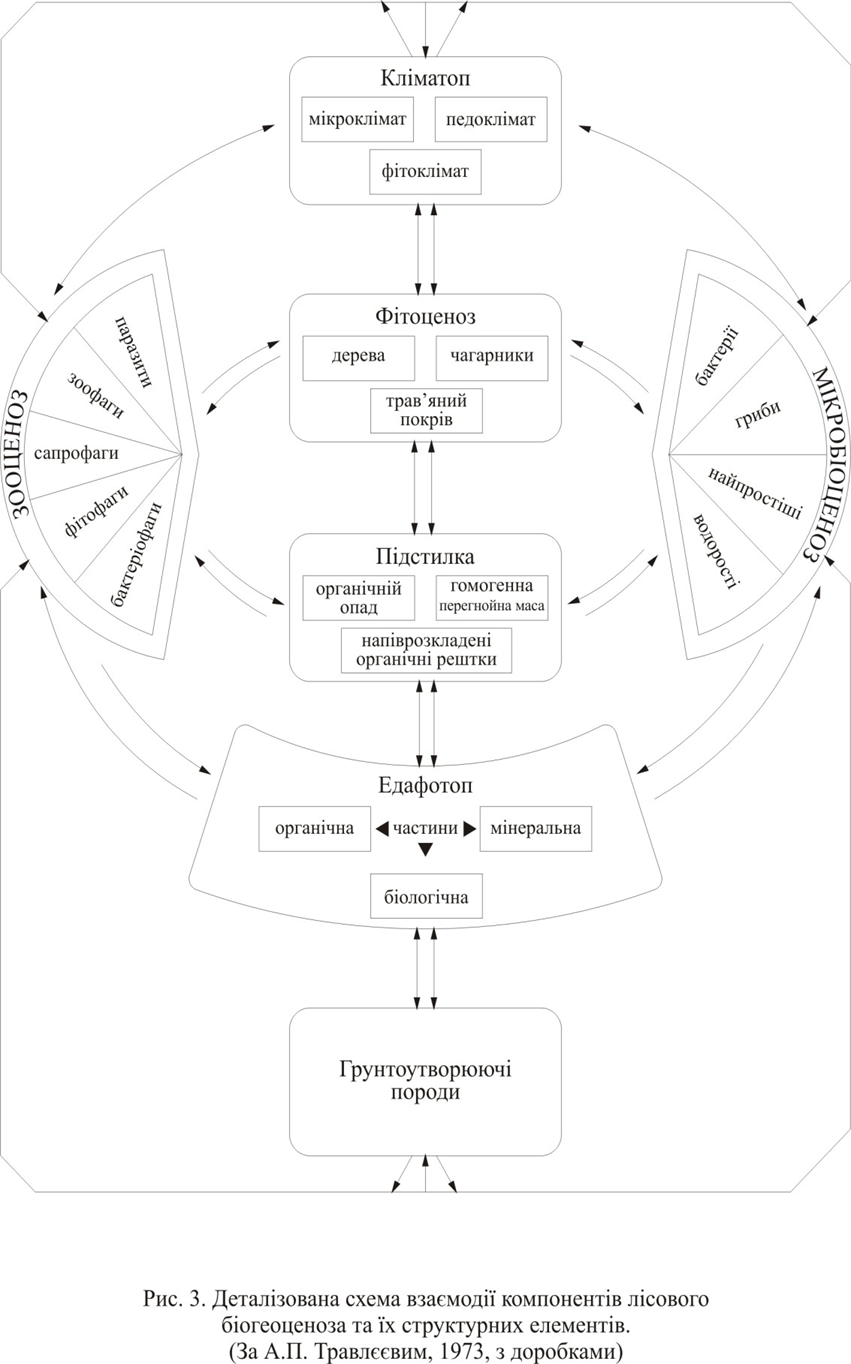 Кліматоп
мікроклімат
педоклімат
фітоклімат
Фітоценоз
дерева
чагарники
трав’яний
покрів
ЗООЦЕНОЗ
паразити
зоофаги
сапрофаги
фітофаги
бактеріофаги
МІКРОБІОЦЕНОЗ
бактерії
гриби
найпростіші
водорості
Підстилка
органічній
опад
гомогенна
перегнойна маса
напіврозкладені
органічні рештки
Едафотоп
органічна
частини
мінеральна
біологічна
Грунтоутворюючі
породи
Рис. 3. Деталізована схема взаємодії компонентів лісового
біогеоценоза та їх структурних елементів.
(За А.П. Травлєєвим, 1973, з доробками)